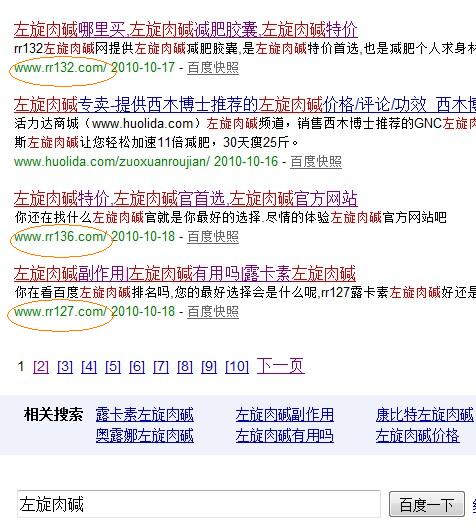 左旋肉碱哪里买,左旋肉碱减肥胶囊,左旋肉碱特价
rr132左旋肉碱网提供左旋肉碱减肥胶囊,是左旋肉碱特价首选,也是减肥个人求身材
www.rr132.com/ 2010-10-17 - 百度快照
左旋肉碱专卖-提供西木博士推荐的左旋肉碱价格/评论/功效_西木博
活力达商城（www.huolida.com）左旋肉碱频道，销售西木博士推荐的GNC左旋肉
斯左旋肉碱让您轻松加速11倍减肥，30天瘦25斤。
www.huolida.com/zuoxuanroujian/ 2010-10-16 - 百度快照
左旋肉碱特价,左旋肉碱官首选,左旋肉碱官方网站
你还在找什么左旋肉碱官就是你最好的选择.尽情的体验左旋肉碱官方网站吧
www.rr136.com/ 2010-10-18 - 百度快照
左旋肉碱副作用|左旋肉碱有用吗|露卡素左旋肉碱
你在看百度左旋肉碱排名吗,您的最好选择会是什么呢,rr127露卡素左旋肉碱好还是
www.rr127.com/ 2010-10-18 - 百度快照
1 [2] [3] [4] [5] [6] [7] [8] [9] [10] 下一页
相关搜索 露卡素左旋肉碱 左旋肉碱副作用 康比特左旋肉碱
奥露娜左旋肉碱 左旋肉碱有用吗 左旋肉碱价格
左旋肉碱 百度一下